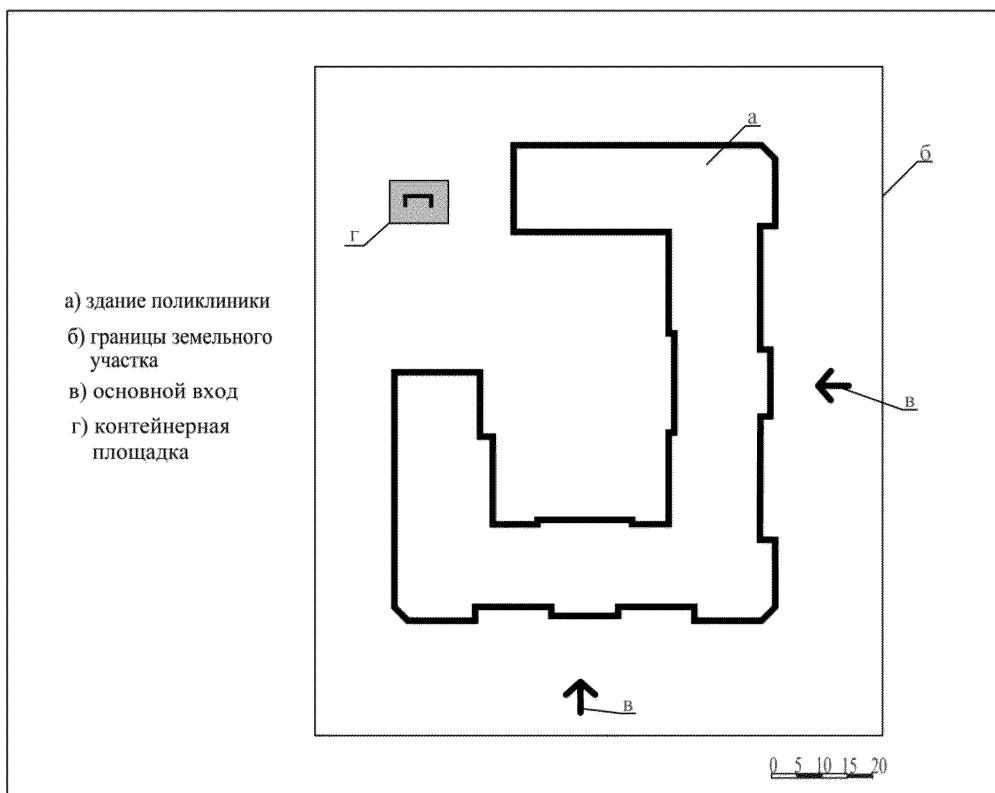 а
б
г
а) здание поликлиники
б) границы земельного
участка
в) основной вход
г) контейнерная
площадка
в
в
0 5 10 15 20